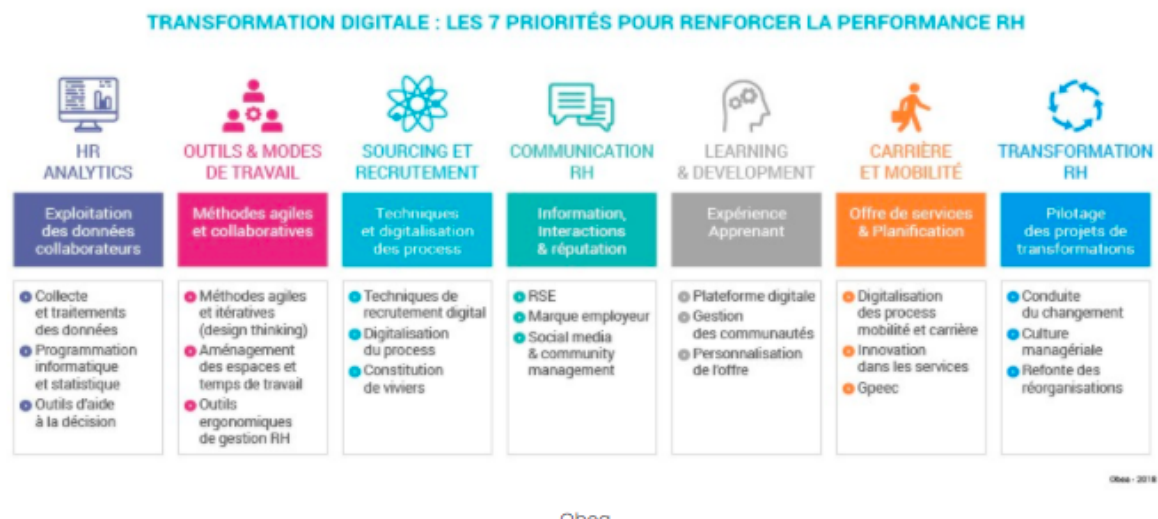 TRANSFORMATION DIGITALE : LES 7 PRIORITÉS POUR RENFORCER LA PERFORMANCE RH
HR
ANALYTICS
Exploitation
des données
collaborateurs
Collecte
et traitements
des données
Programmation
informatique
et statistique
Outils d'aide
à la décision
OUTILS & MODES
DE TRAVAIL
Méthodes agiles
et collaboratives
Méthodes agiles
et itératives
(design thinking)
Aménagement
des espaces et
temps de travail
Outils
ergonomiques
de gestion RH
SOURCING ET
RECRUTEMENT
Techniques
et digitalisation
des process
Techniques de
recrutement digital
Digitalisation
du process
Constitution
de viviers
COMMUNICATION
RH
Information,
Interactions
& réputation
RSE
Marque employeur
Social media
& community
management
LEARNING
& DEVELOPMENT
Expérience
Apprenant
Plateforme digitale
Gestion
des communautés
Personnalisation
de l'offre
CARRIÈRE
ET MOBILITÉ
Offre de services
& Planification
Digitalisation
des process
mobilité et carrière
Innovation
dans les services
Gpeec
TRANSFORMATION
RH
Pilotage
des projets de
transformations
Conduite
du changement
Culture
managériale
Refonte des
réorganisations
Obea - 2018